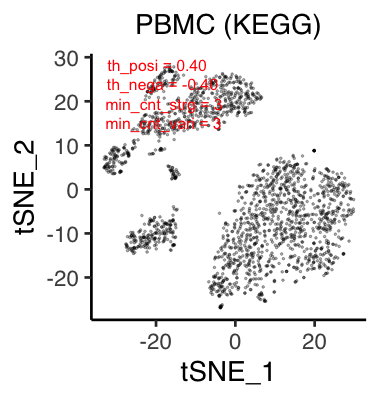 PBMC (KEGG)
th_posi = 0.40
th_nega = -0.40
min_cnt_strg = 3
min_cnt_vari = 3
30
20
10
0
-10
-20
tSNE_2
-20 0 20
tSNE_1